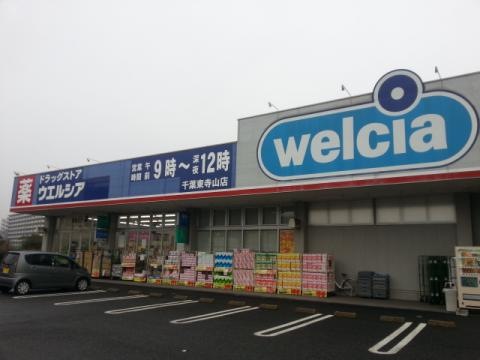 薬
ドラッグストア
ウエルシア
営業時間 午前9時～深夜12時
千葉東寺山店
welcia